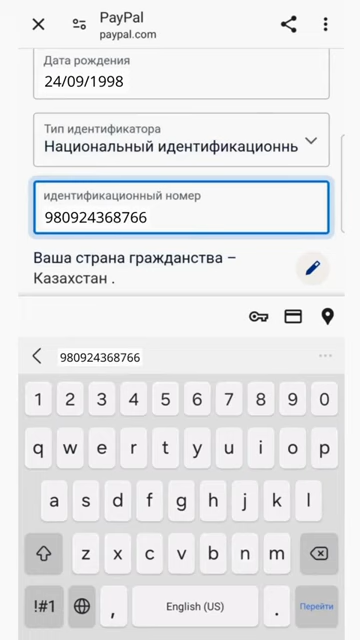 PayPal
paypal.com
Дата рождения
24/09/1998
Тип идентификатора
Национальный идентификационнь
идентификационный номер
980924368766
Ваша страна гражданства –
Казахстан .
980924368766
1 2 3 4 5 6 7 8 9 0
q w e r t y u i o p
a s d f g h j k l
z x c v b n m
!#1 , English (US) . Перейти